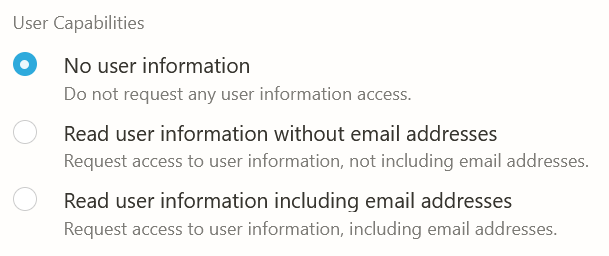 User Capabilities
No user information
Do not request any user information access.
Read user information without email addresses
Request access to user information, not including email addresses.
Read user information including email addresses
Request access to user information, including email addresses.